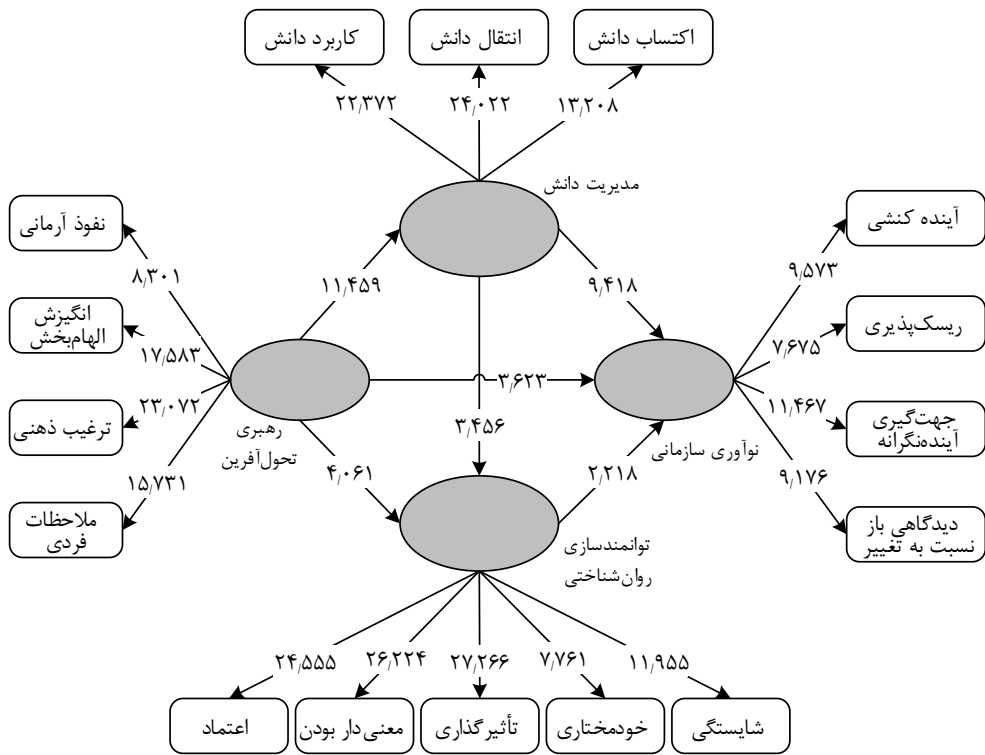 اکتساب دانش
انتقال دانش
کاربرد دانش
۱۳٫۲۰۸
۲۴٫۰۲۲
۲۲٫۳۷۲
مدیریت دانش
آینده کنشی
نفوذ آرمانی
۹٫۵۷۳
۹٫۴۱۸
۱۱٫۴۵۹
۸٫۳۰۱
ریسک‌پذیری
انگیزش
الهام‌بخش
۷٫۶۷۵
۱۷٫۵۸۳
۳٫۶۲۳
۱۱٫۴۶۷
۲۳٫۰۷۲
جهت‌گیری
آینده‌نگرانه
ترغیب ذهنی
نوآوری سازمانی
رهبری
تحول‌آفرین
۳٫۴۵۶
۹٫۱۷۶
۲٫۲۱۸
۴٫۰۶۱
۱۵٫۷۳۱
دیدگاهی باز
نسبت به تغییر
ملاحظات
فردی
توانمندسازی
روان‌شناختی
۱۱٫۹۵۵
۷٫۷۶۱
۲۷٫۲۶۶
۲۶٫۲۲۴
۲۴٫۵۵۵
شایستگی
خودمختاری
تأثیرگذاری
معنی‌دار بودن
اعتماد